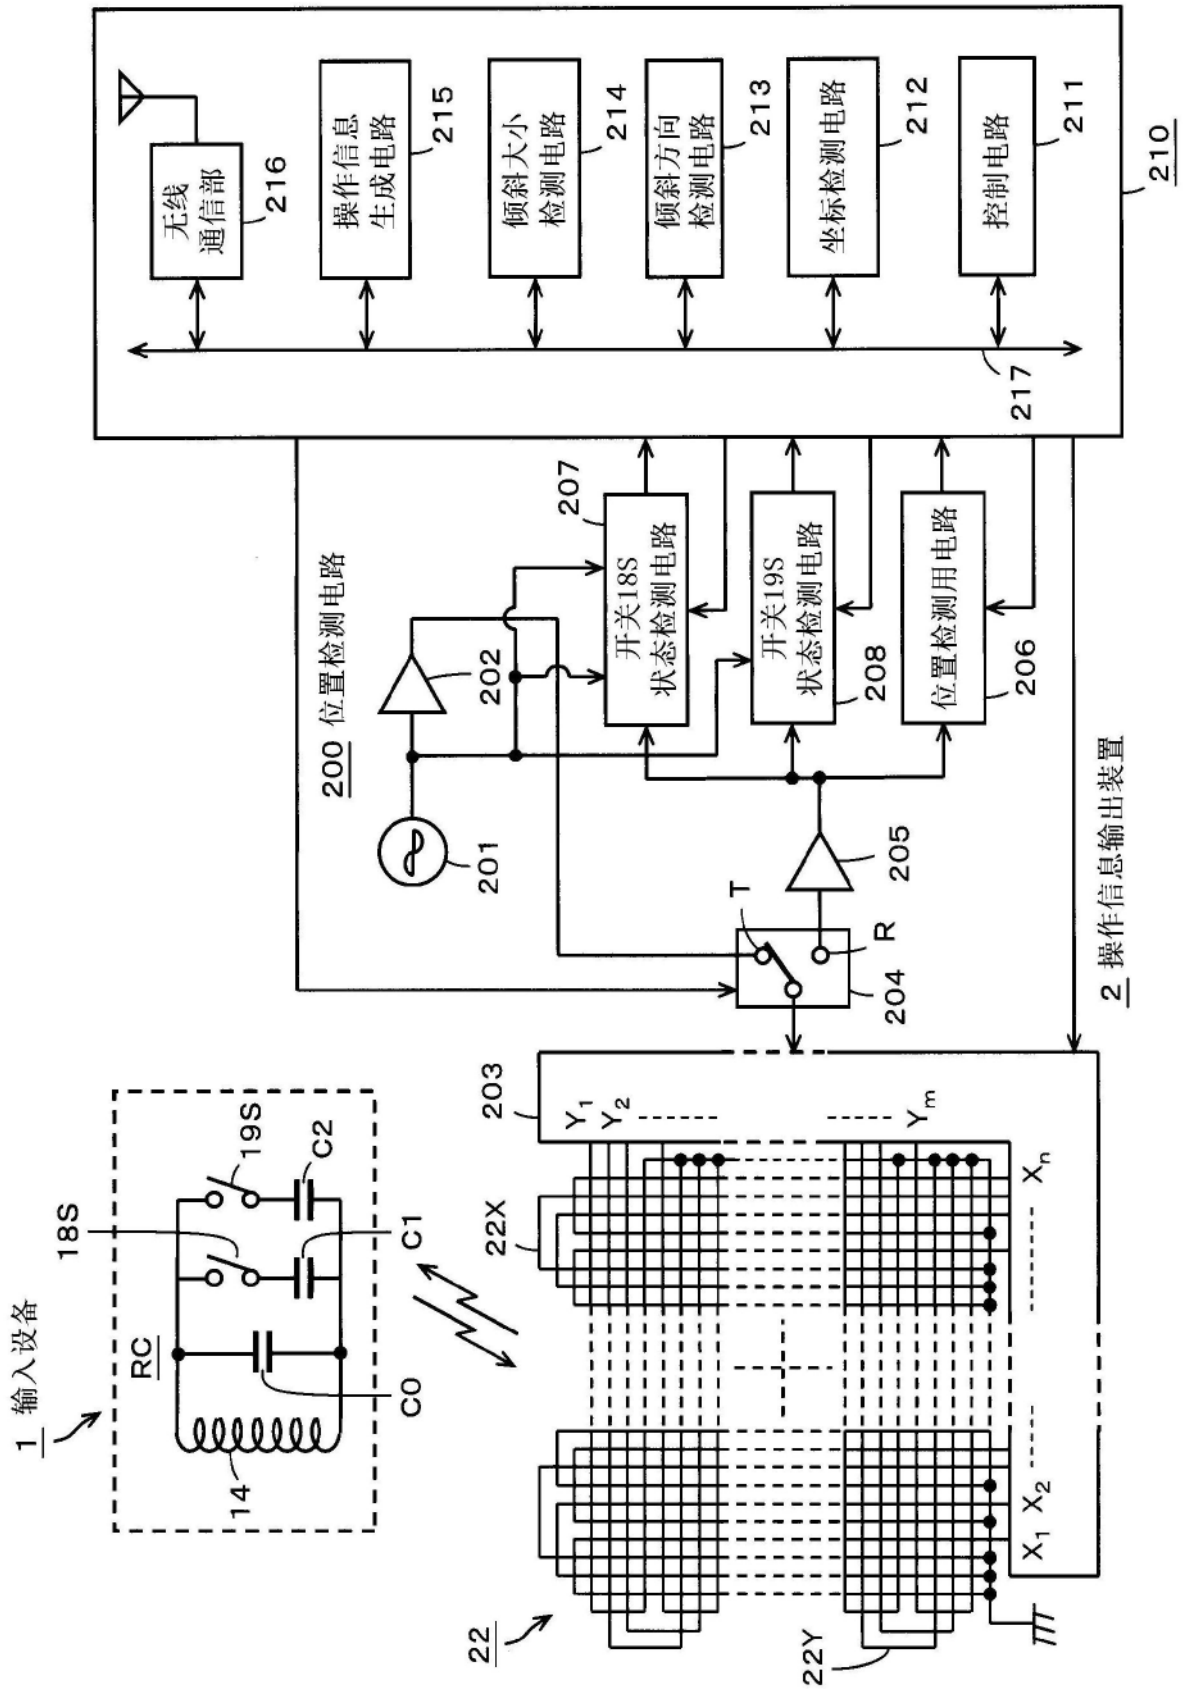 1 输入设备
RC
18S
19S
14
C0
C1
C2
22
22X
22Y
203
Y1
Y2
Ym
X1
X2
Xn
2 操作信息输出装置
200 位置检测电路
201
202
204
T
R
205
207
开关18S
状态检测电路
开关19S
状态检测电路
208
位置检测用电路
206
无线
通信部
216
操作信息
生成电路
215
倾斜大小
检测电路
214
倾斜方向
检测电路
213
坐标检测电路
212
控制电路
211
217
210